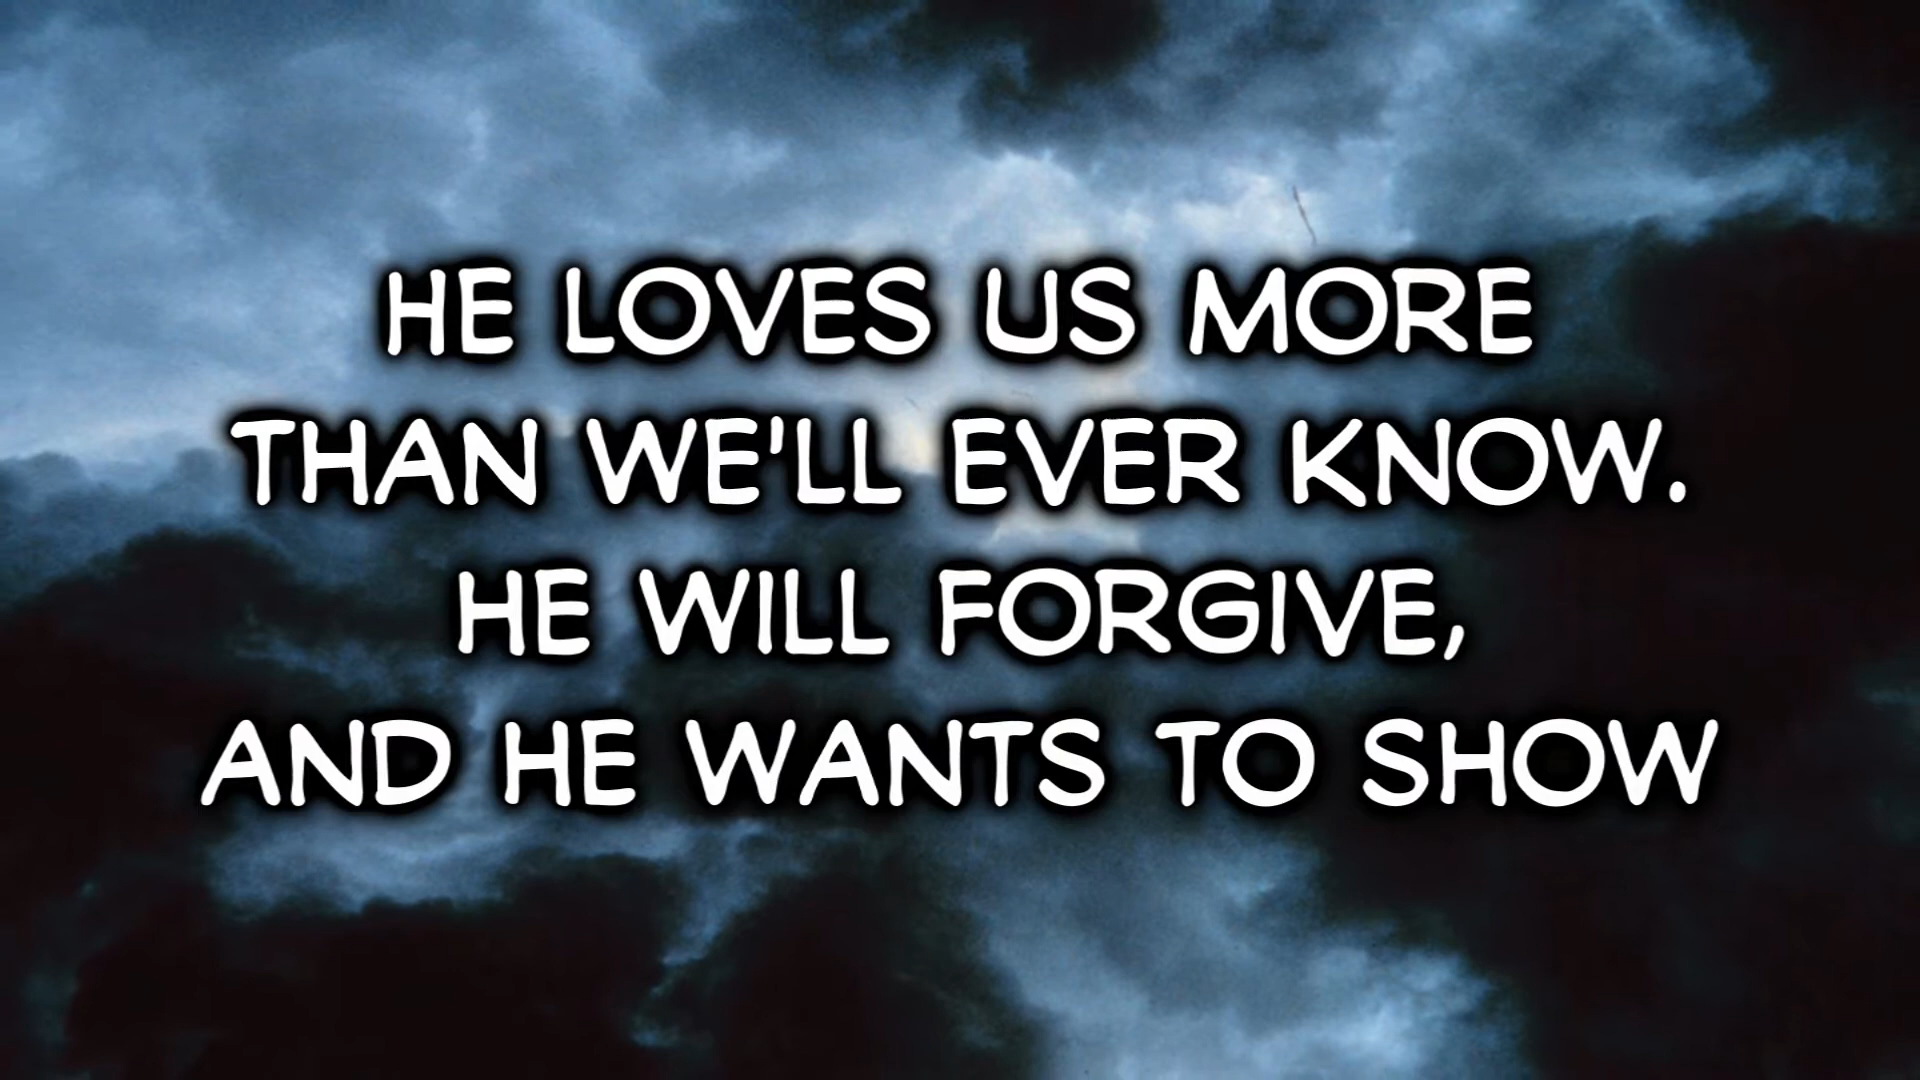 HE LOVES US MORE
THAN WE'LL EVER KNOW.
HE WILL FORGIVE,
AND HE WANTS TO SHOW